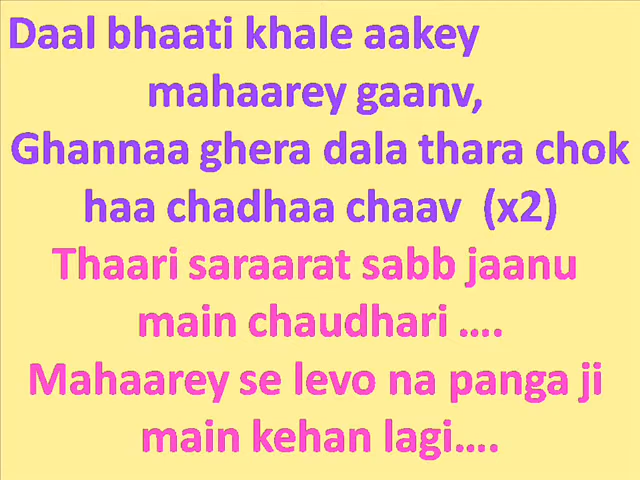 Daal bhaati khale aakey
mahaarey gaanv,
Ghannaa ghera dala thara chok
haa chadhaa chaav (x2)
Thaari saraarat sabb jaanu
main chaudhari ....
Mahaarey se levo na panga ji
main kehan lagi....